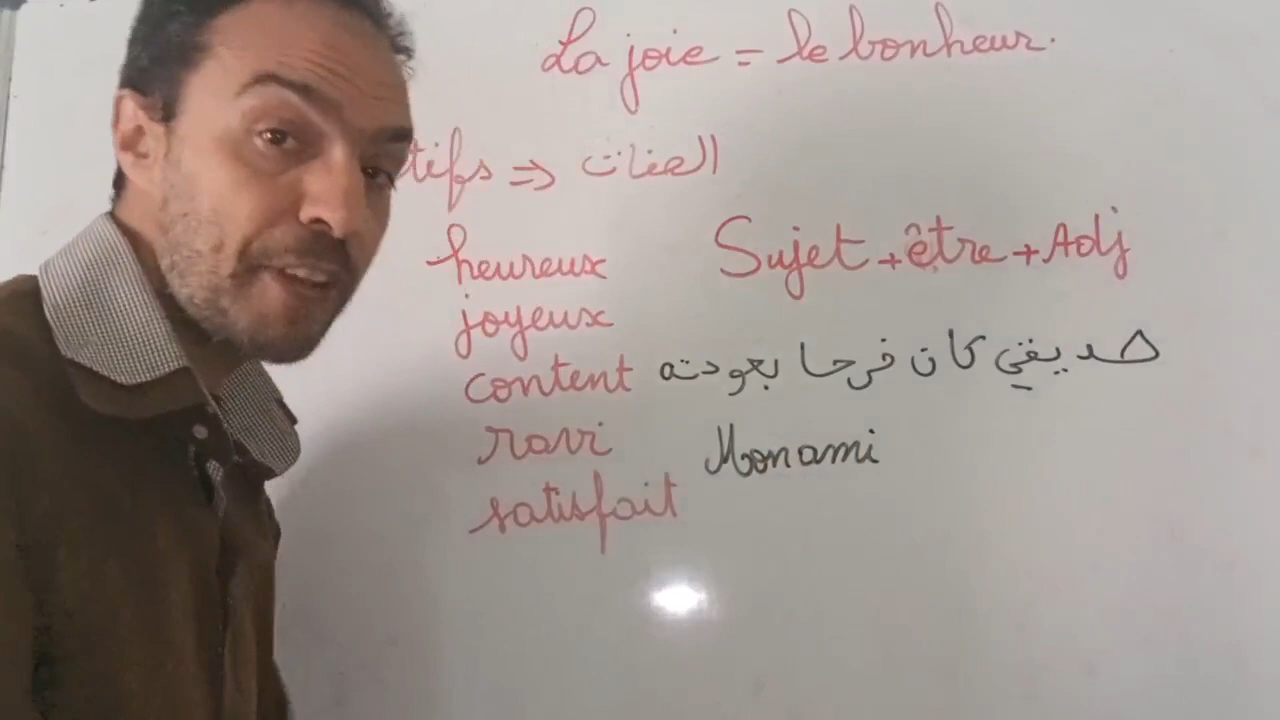 La joie = le bonheur.
tifs => الصفات
heureux
Sujet + être + Adj
joyeux
content
صديقي كان فرحا بعودته
ravi
Mon ami
satisfait